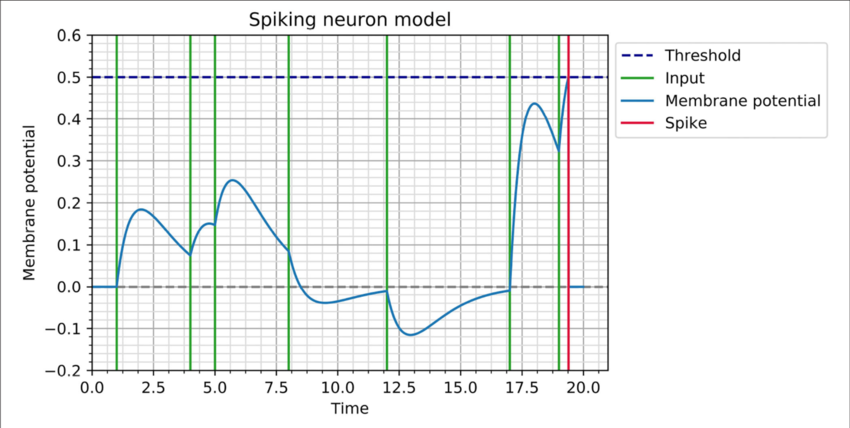 Spiking neuron model
0.6
0.5
0.4
0.3
0.2
0.1
0.0
−0.1
−0.2
Membrane potential
0.0 2.5 5.0 7.5 10.0 12.5 15.0 17.5 20.0
Time
Threshold
Input
Membrane potential
Spike